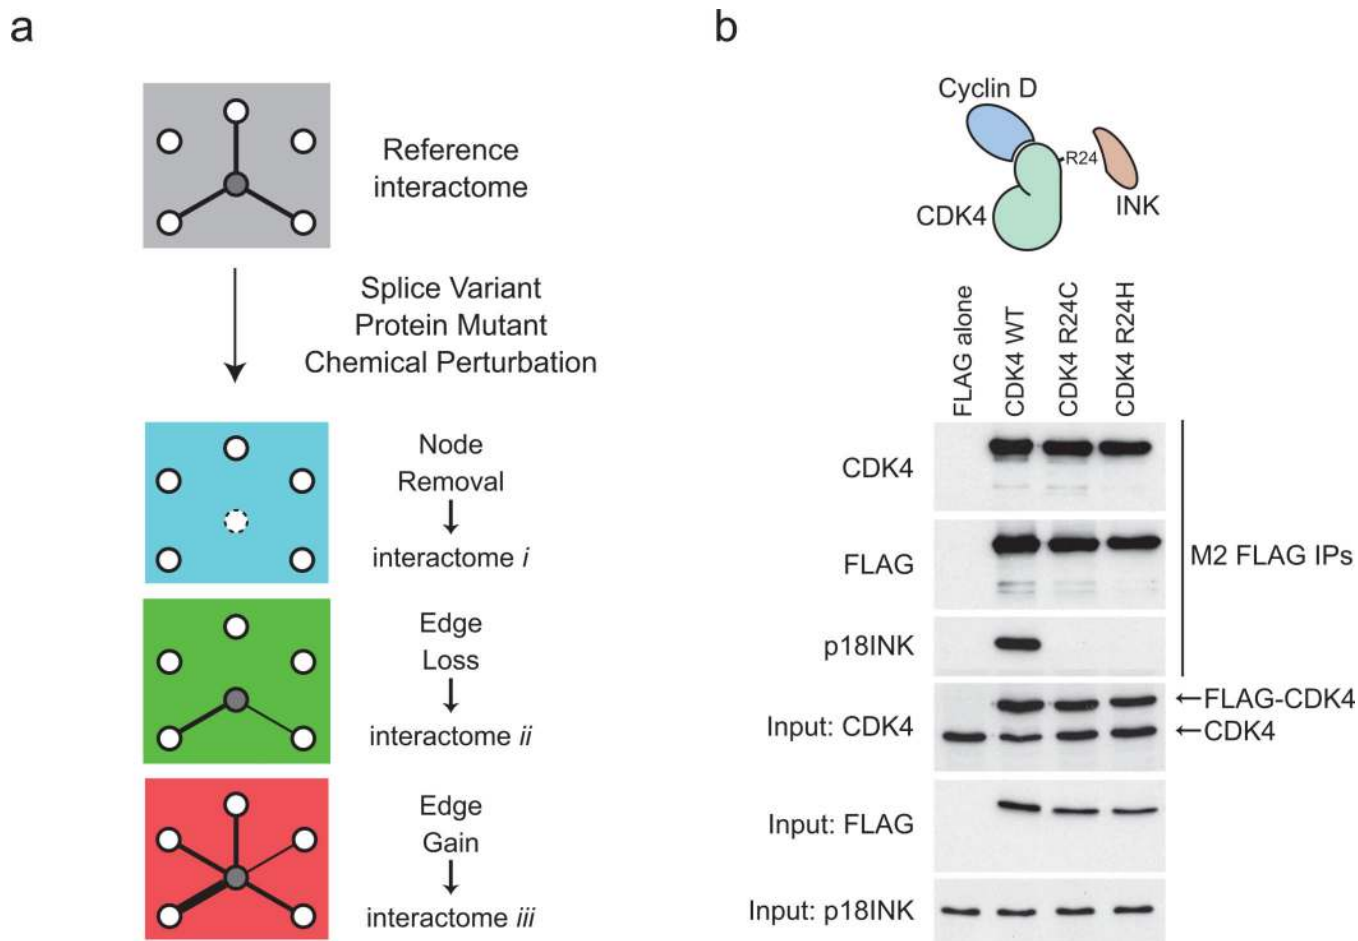 a
Reference
interactome
Splice Variant
Protein Mutant
Chemical Perturbation
Node
Removal
interactome i
Edge
Loss
interactome ii
Edge
Gain
interactome iii
b
Cyclin D
R24
CDK4
INK
FLAG alone
CDK4 WT
CDK4 R24C
CDK4 R24H
CDK4
FLAG
p18INK
M2 FLAG IPs
Input: CDK4
←FLAG-CDK4
←CDK4
Input: FLAG
Input: p18INK